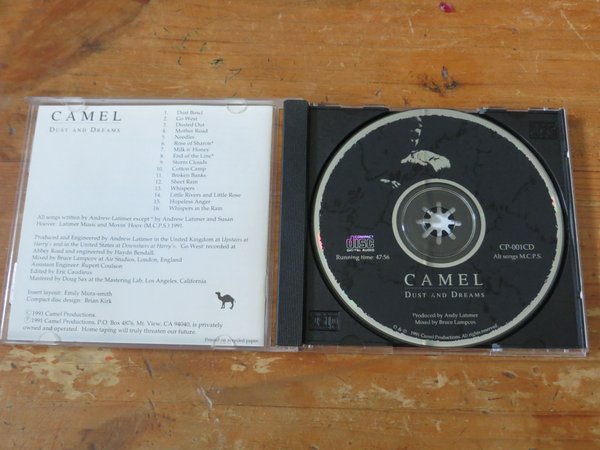 CAMEL
DUST AND DREAMS
1. Dust Bowl
2. Go West
3. Dusted Out
4. Mother Road
5. Needles
6. Rose of Sharon*
7. Milk n' Honey
8. End of the Line*
9. Storm Clouds
10. Cotton Camp
11. Broken Banks
12. Sheet Rain
13. Whispers
14. Little Rivers and Little Rose
15. Hopeless Anger
16. Whispers in the Rain
All songs written by Andrew Latimer except * by Andrew Latimer and Susan
Hoover. Latimer Music and Movin' Hoov (M.C.P.S.) 1991.
Produced and Engineered by Andrew Latimer in the United Kingdom at Upstairs at
Harry's and in the United States at Downstairs at Harry's. Go West recorded at
Abbey Road and engineered by Haydn Bendall.
Mixed by Bruce Lampcov at Air Studios, London, England
Assistant Engineer: Rupert Coulson
Edited by Eric Caudieux
Mastered by Doug Sax at the Mastering Lab, Los Angeles, California
Insert layout: Emily Mura-smith
Compact disc design: Brian Kirk
© 1991 Camel Productions.
℗ 1991 Camel Productions, P.O. Box 4876, Mt. View, CA 94040, is privately
owned and operated. Home taping will truly threaten our future.
Printed on recycled paper
COMPACT
disc
DIGITAL AUDIO
Running time 47:56
CP-001CD
All songs M.C.P.S.
CAMEL
DUST AND DREAMS
Produced by Andy Latimer
Mixed by Bruce Lampcov
© & ℗ 1991 Camel Productions. All rights reserved.